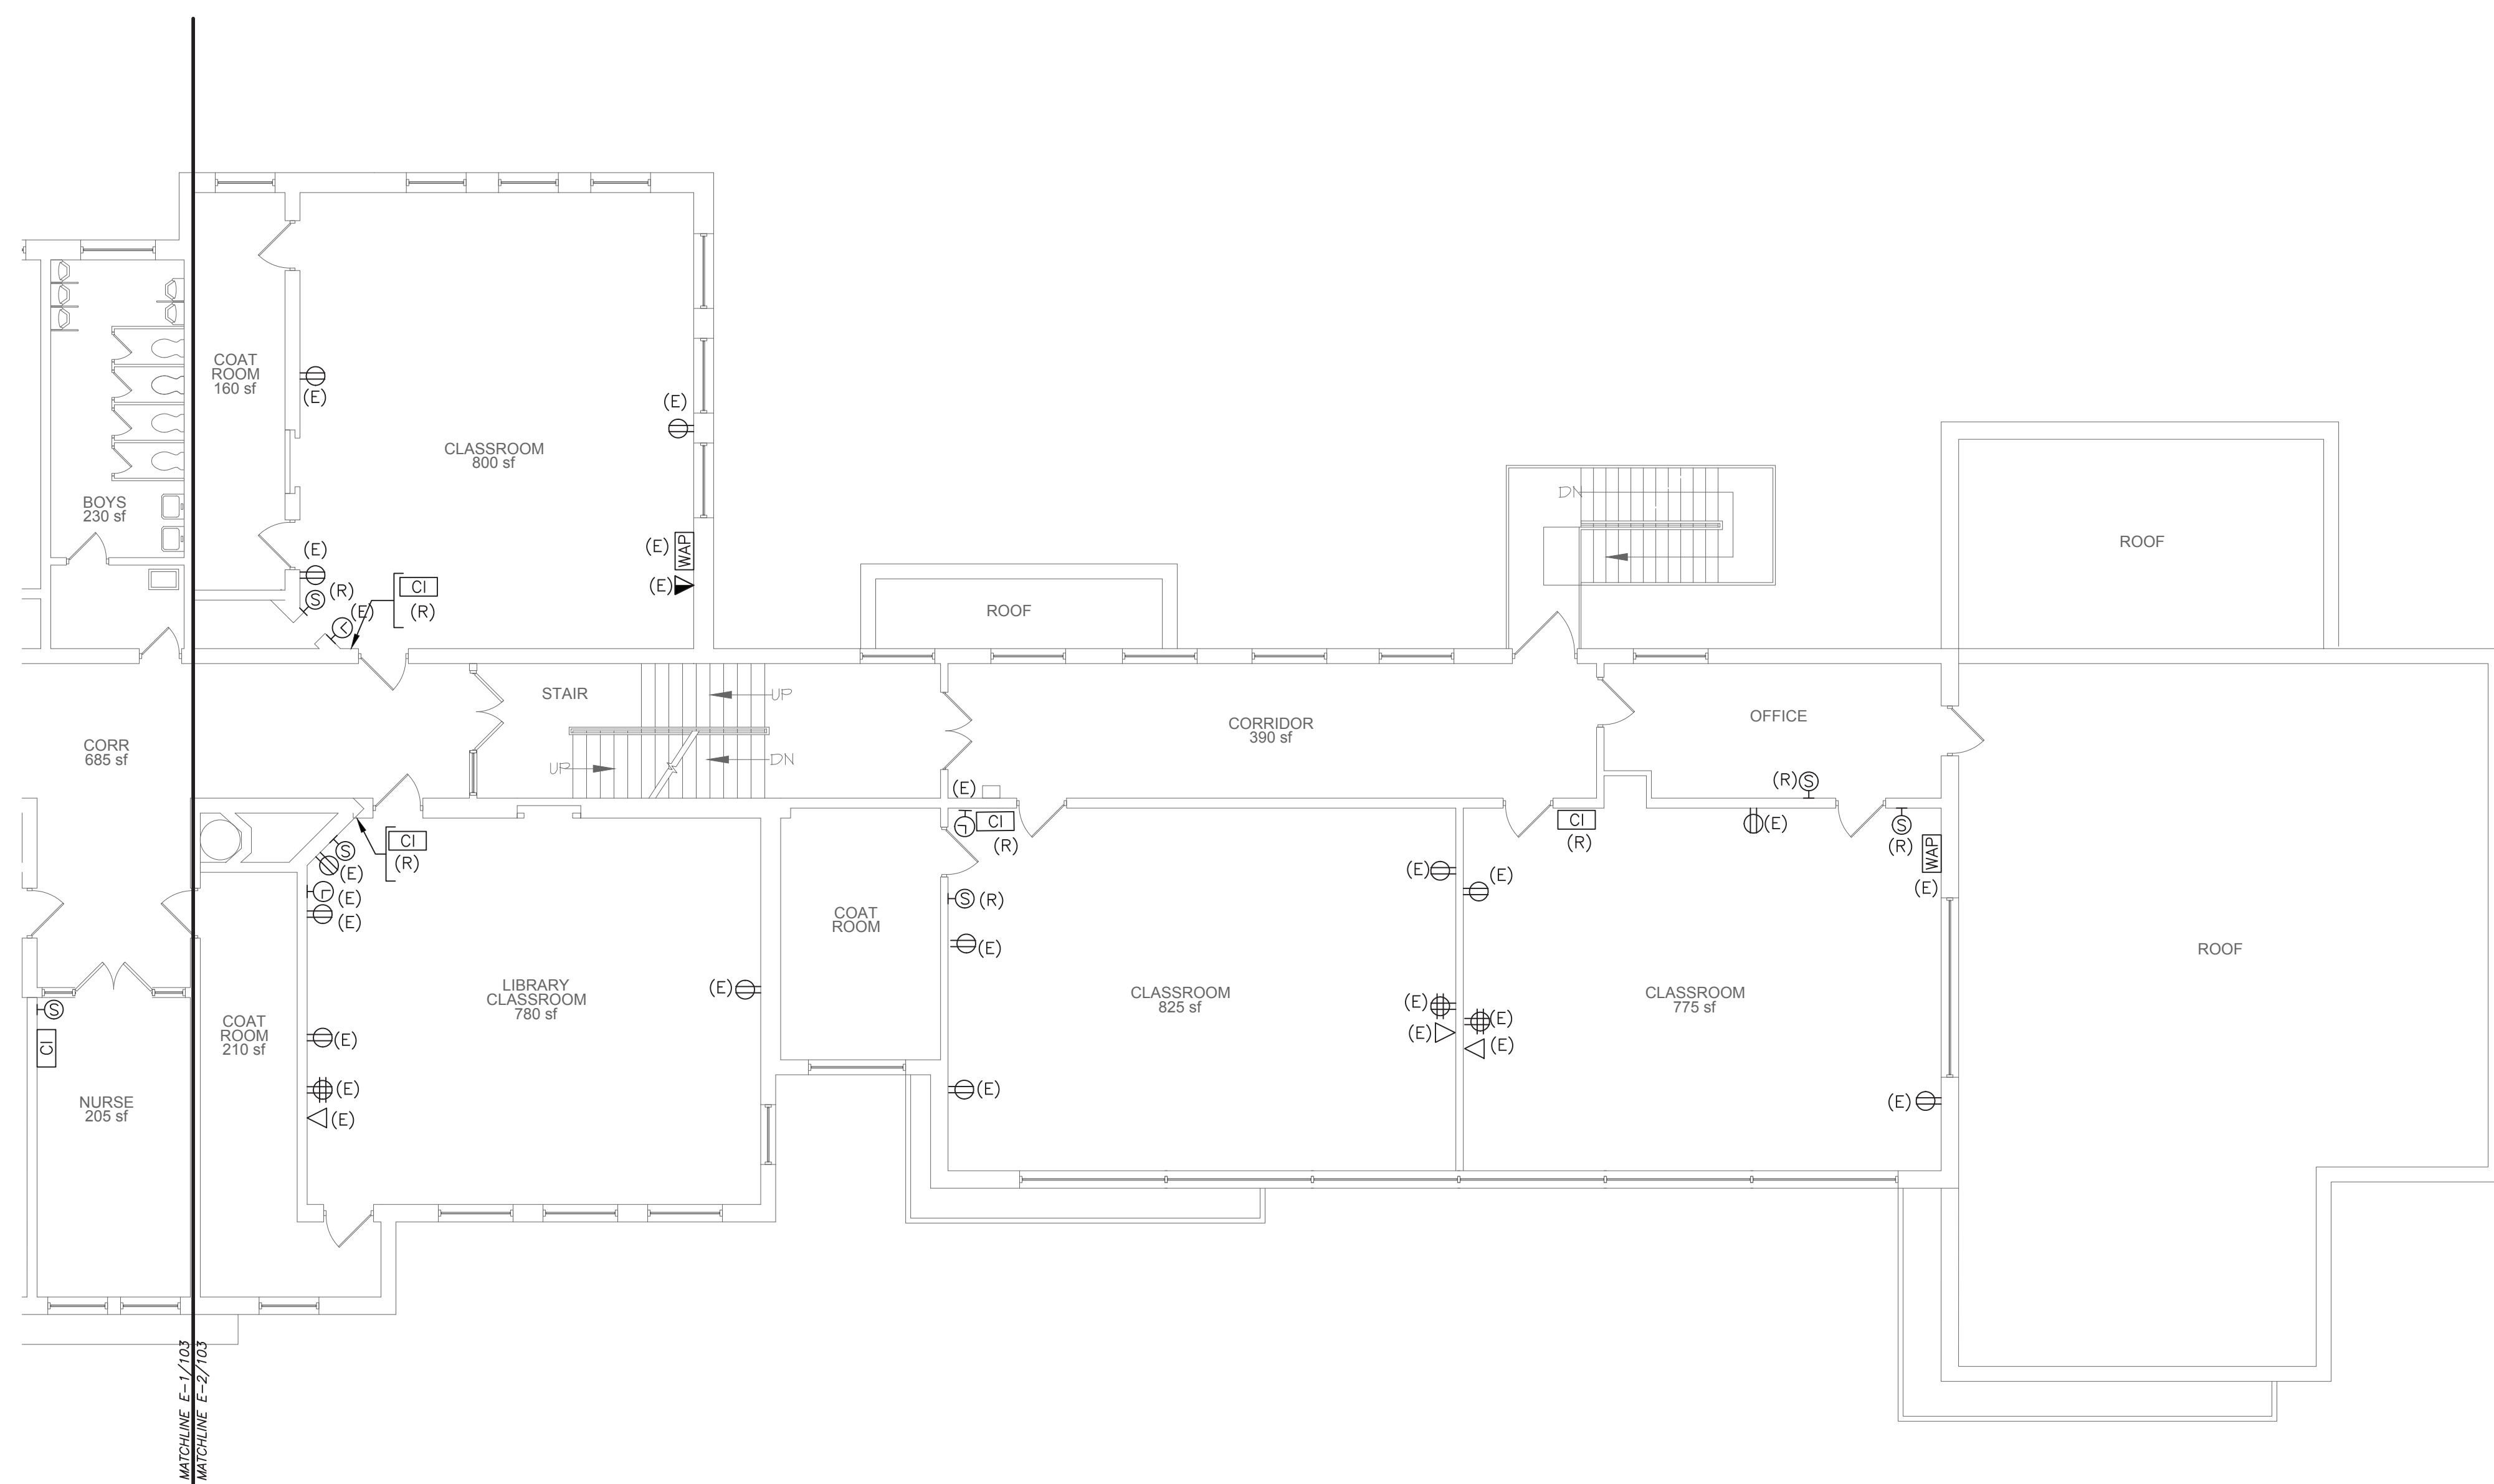 COAT
ROOM
160 sf
(E)
(E)
CLASSROOM
800 sf
DN
BOYS
230 sf
ROOF
(E)
(E)
WAP
(E)
(R)
S
CI
(R)
(E)
L
ROOF
STAIR
UP
UP
DN
CORRIDOR
390 sf
OFFICE
CORR
685 sf
(R)
S
(E)
L
CI
(R)
CI
(R)
(E)
S
(R)
WAP
(E)
CI
(R)
S
(E)
L
(E)
(E)
(E)
(E)
S
(R)
COAT
ROOM
(E)
ROOF
LIBRARY
CLASSROOM
780 sf
(E)
CLASSROOM
825 sf
(E)
(E)
CLASSROOM
775 sf
(E)
(E)
S
CI
COAT
ROOM
210 sf
(E)
(E)
(E)
(E)
(E)
NURSE
205 sf
MATCHLINE E-1/103
MATCHLINE E-2/103